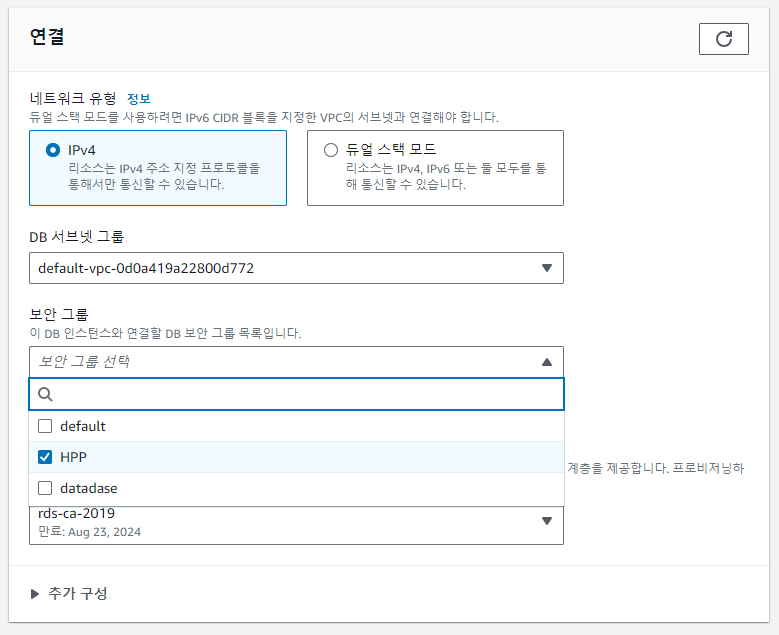 연결
네트워크 유형 정보
듀얼 스택 모드를 사용하려면 IPv6 CIDR 블록을 지정한 VPC의 서브넷과 연결해야 합니다.
IPv4
리소스는 IPv4 주소 지정 프로토콜을
통해서만 통신할 수 있습니다.
듀얼 스택 모드
리소스는 IPv4, IPv6 또는 둘 모두를 통
해 통신할 수 있습니다.
DB 서브넷 그룹
default-vpc-0d0a419a22800d772
보안 그룹
이 DB 인스턴스와 연결할 DB 보안 그룹 목록입니다.
보안 그룹 선택
default
HPP
계층을 제공합니다. 프로비저닝하
datadase
rds-ca-2019
만료: Aug 23, 2024
추가 구성